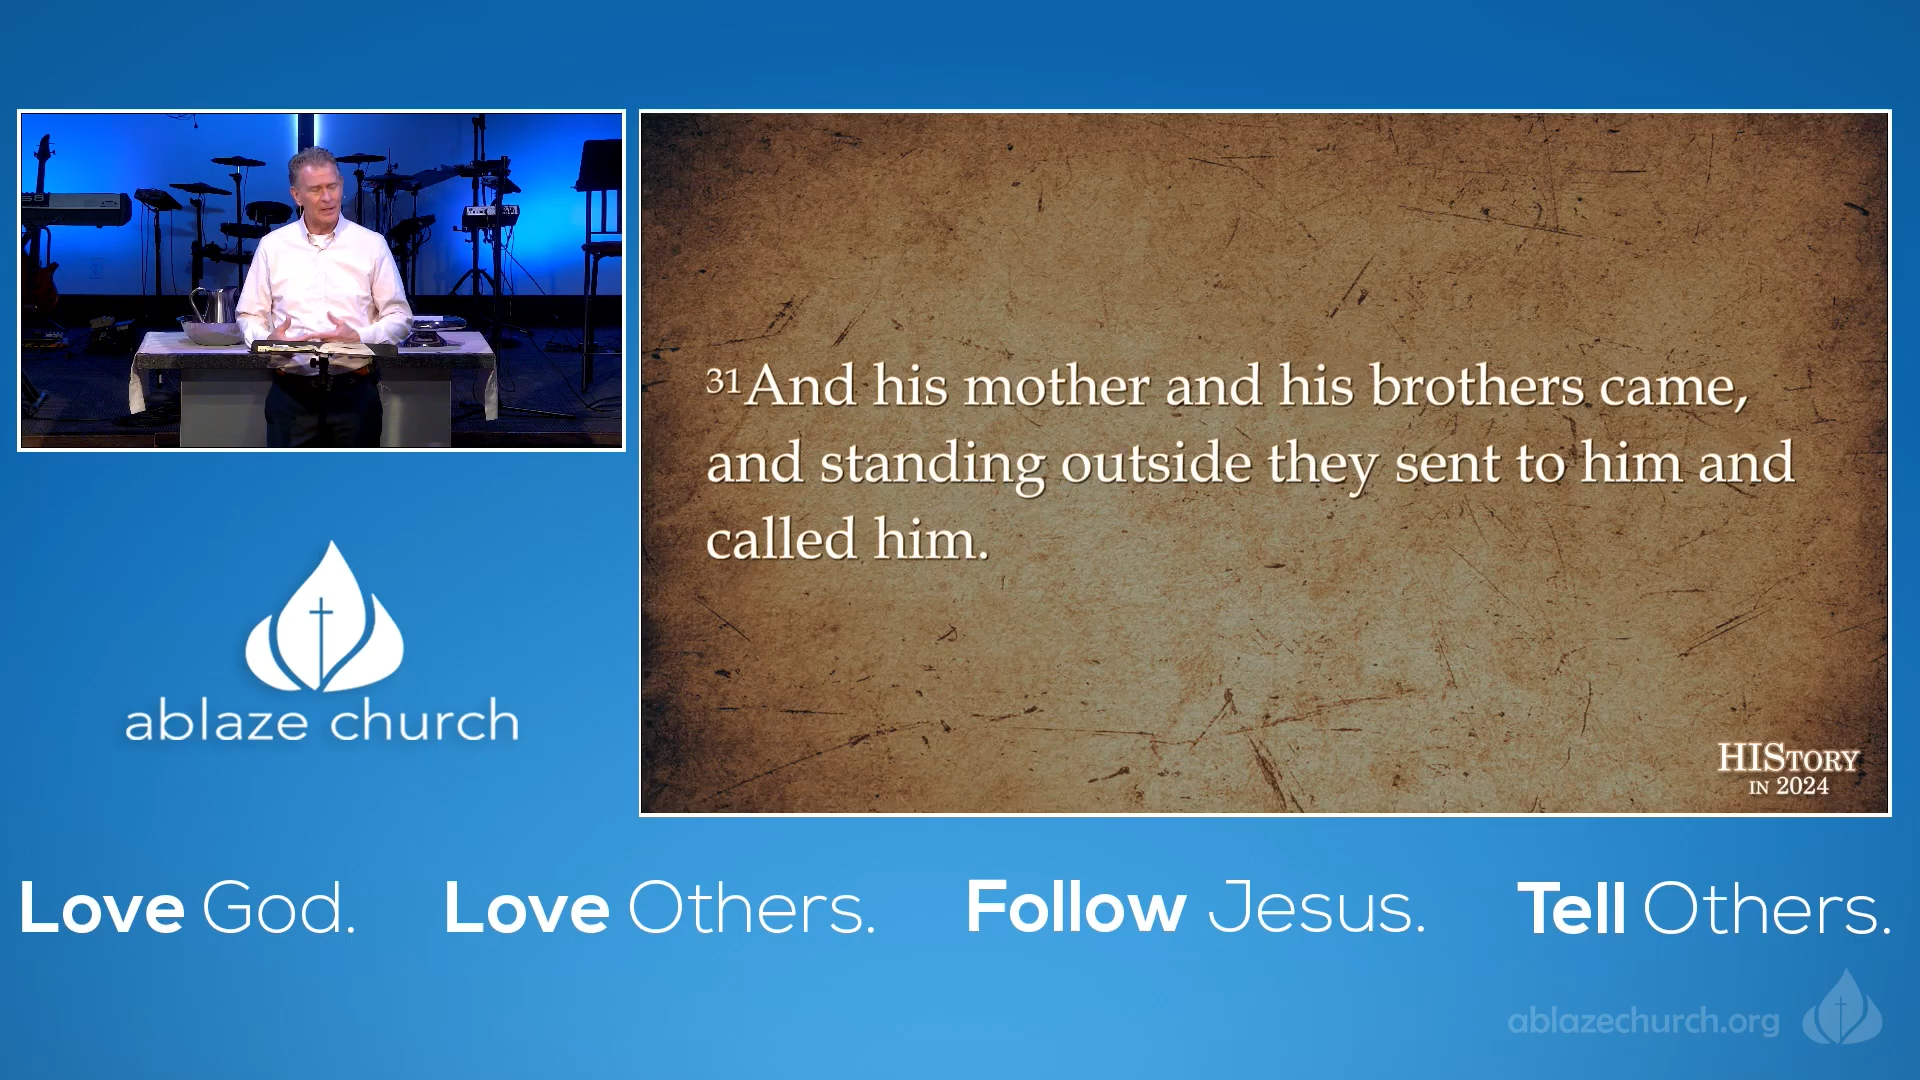 31And his mother and his brothers came,
and standing outside they sent to him and
called him.
HISTORY
IN 2024
ablaze church
Love God. Love Others. Follow Jesus. Tell Others.
ablazechurch.org